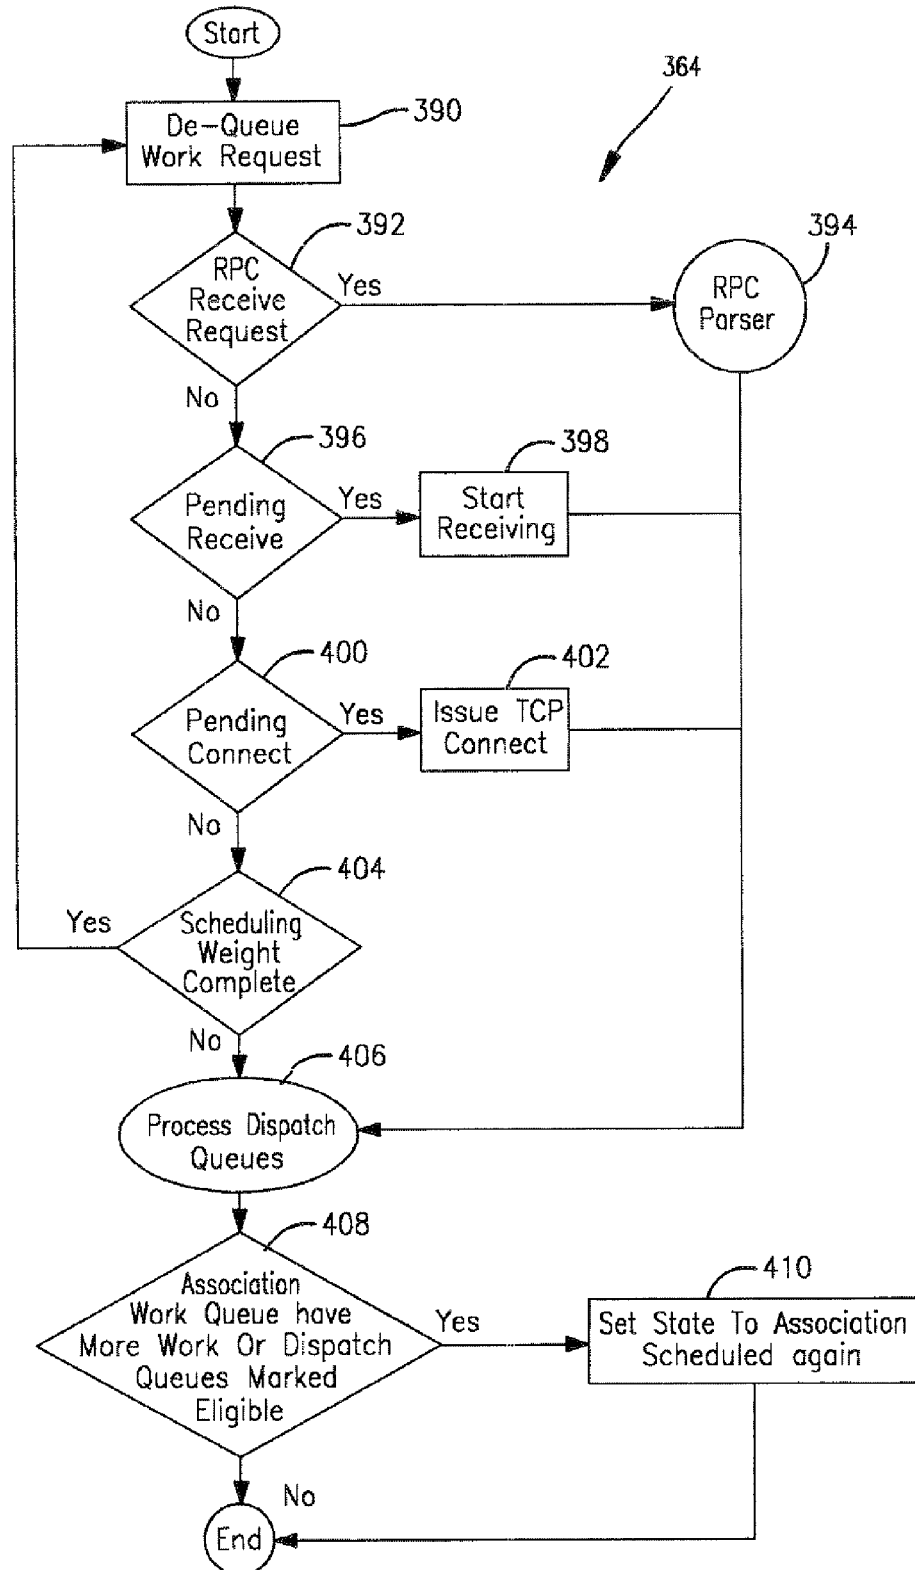 Start
364
De-Queue
Work Request
390
392
RPC
Receive
Request
Yes
394
RPC
Parser
No
396
Pending
Receive
Yes
398
Start
Receiving
No
400
Pending
Connect
Yes
402
Issue TCP
Connect
No
404
Yes
Scheduling
Weight
Complete
No
406
Process Dispatch
Queues
408
Association
Work Queue have
More Work Or Dispatch
Queues Marked
Eligible
Yes
410
Set State To Association
Scheduled again
No
End